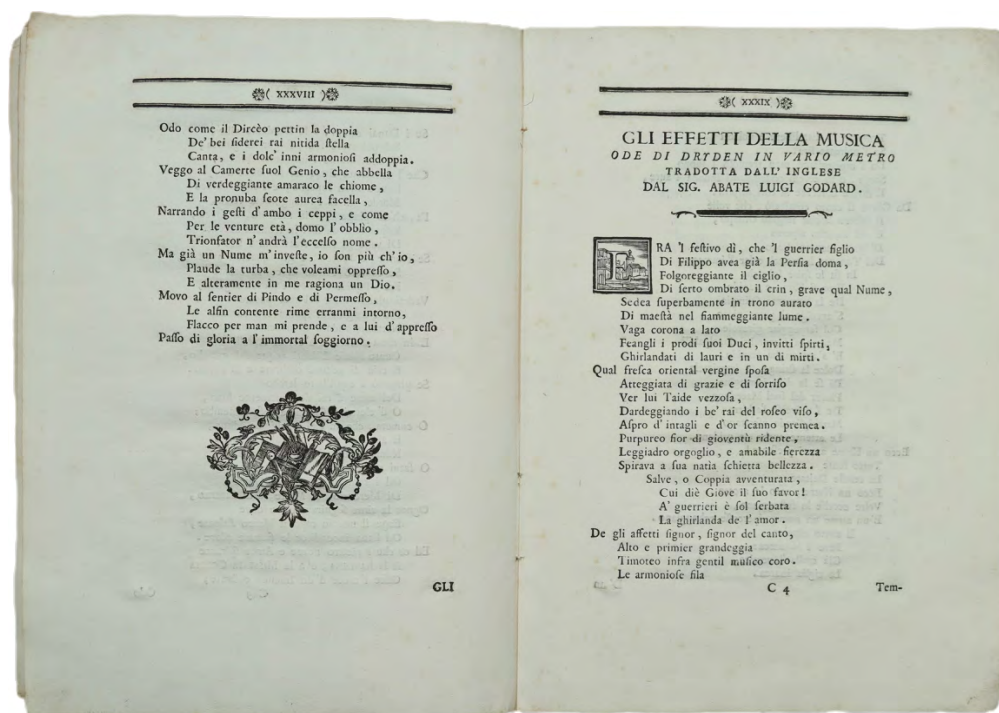 ( XXXVIII )
Odo come il Dircèo pettin la doppia
De' bei ſiderei rai nitida ſtella
Canta, e i dolc' inni armonioſi addoppia.
Veggo al Camerte ſuol Genio, che abbella
Di verdeggiante amaraco le chiome,
E la pronuba ſcote aurea facella,
Narrando i geſti d'ambo i ceppi, e come
Per le venture età, domo l'obblio,
Trionfator n'andrà l'eccelſo nome.
Ma già un Nume m'inveſte, io ſon più ch'io,
Plaude la turba, che voleami oppreſſo,
E alteramente in me ragiona un Dio.
Movo al ſentier di Pindo e di Permeſſo,
Le alfin contente rime erranmi intorno,
Flacco per man mi prende, e a lui d'appreſſo
Paſſo di gloria a l'immortal ſoggiorno.
GLI
( XXXIX )
GLI EFFETTI DELLA MUSICA
ODE DI DRYDEN IN VARIO METRO
TRADOTTA DALL' INGLESE
DAL SIG. ABATE LUIGI GODARD.
ERA 'l feſtivo dì, che 'l guerrier figlio
Di Filippo avea già la Perſia doma,
Folgoreggiante il ciglio,
Di ſerto ombrato il crin, grave qual Nume,
Sedea ſuperbamente in trono aurato
Di maeſtà nel fiammeggiante lume.
Vaga corona a lato
Feangli i prodi ſuoi Duci, invitti ſpirti,
Ghirlandati di lauri e in un di mirti.
Qual freſca oriental vergine ſpoſa
Atteggiata di grazie e di ſorriſo
Ver lui Taide vezzoſa,
Dardeggiando i be' rai del roſeo viſo,
Aſpro d'intagli e d'or ſcanno premea.
Purpureo fior di gioventù ridente,
Leggiadro orgoglio, e amabile fierezza
Spirava a ſua natia ſchietta bellezza.
Salve, o Coppia avventurata,
Cui diè Giove il ſuo favor!
A' guerrieri è ſol ſerbata
La ghirlanda de l'amor.
De gli affetti ſignor, ſignor del canto,
Alto e primier grandeggia
Timoteo infra gentil muſico coro.
Le armonioſe fila
C 4
Tem-